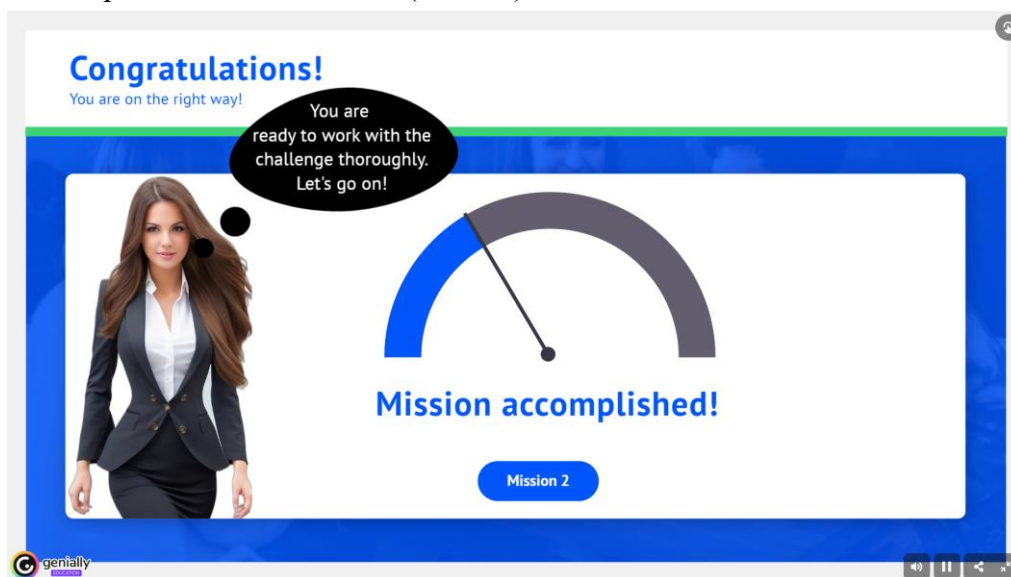 Congratulations!
You are on the right way!
You are
ready to work with the
challenge thoroughly.
Let's go on!
Mission accomplished!
Mission 2
genially
EDUCATION